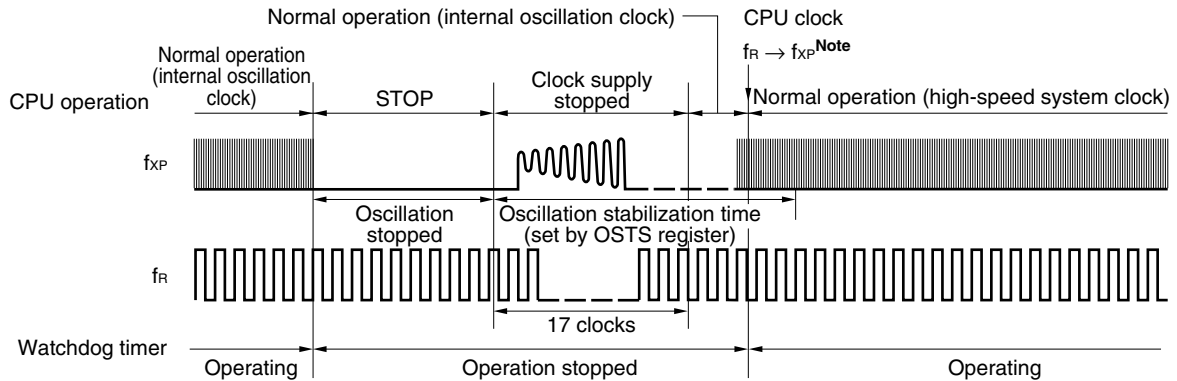 Normal operation (internal oscillation clock)
CPU clock
fR → fXPNote
Normal operation
(internal oscillation
clock)
Clock supply
stopped
CPU operation
STOP
Normal operation (high-speed system clock)
fXP
Oscillation
stopped
Oscillation stabilization time
(set by OSTS register)
fR
17 clocks
Watchdog timer
Operating
Operation stopped
Operating